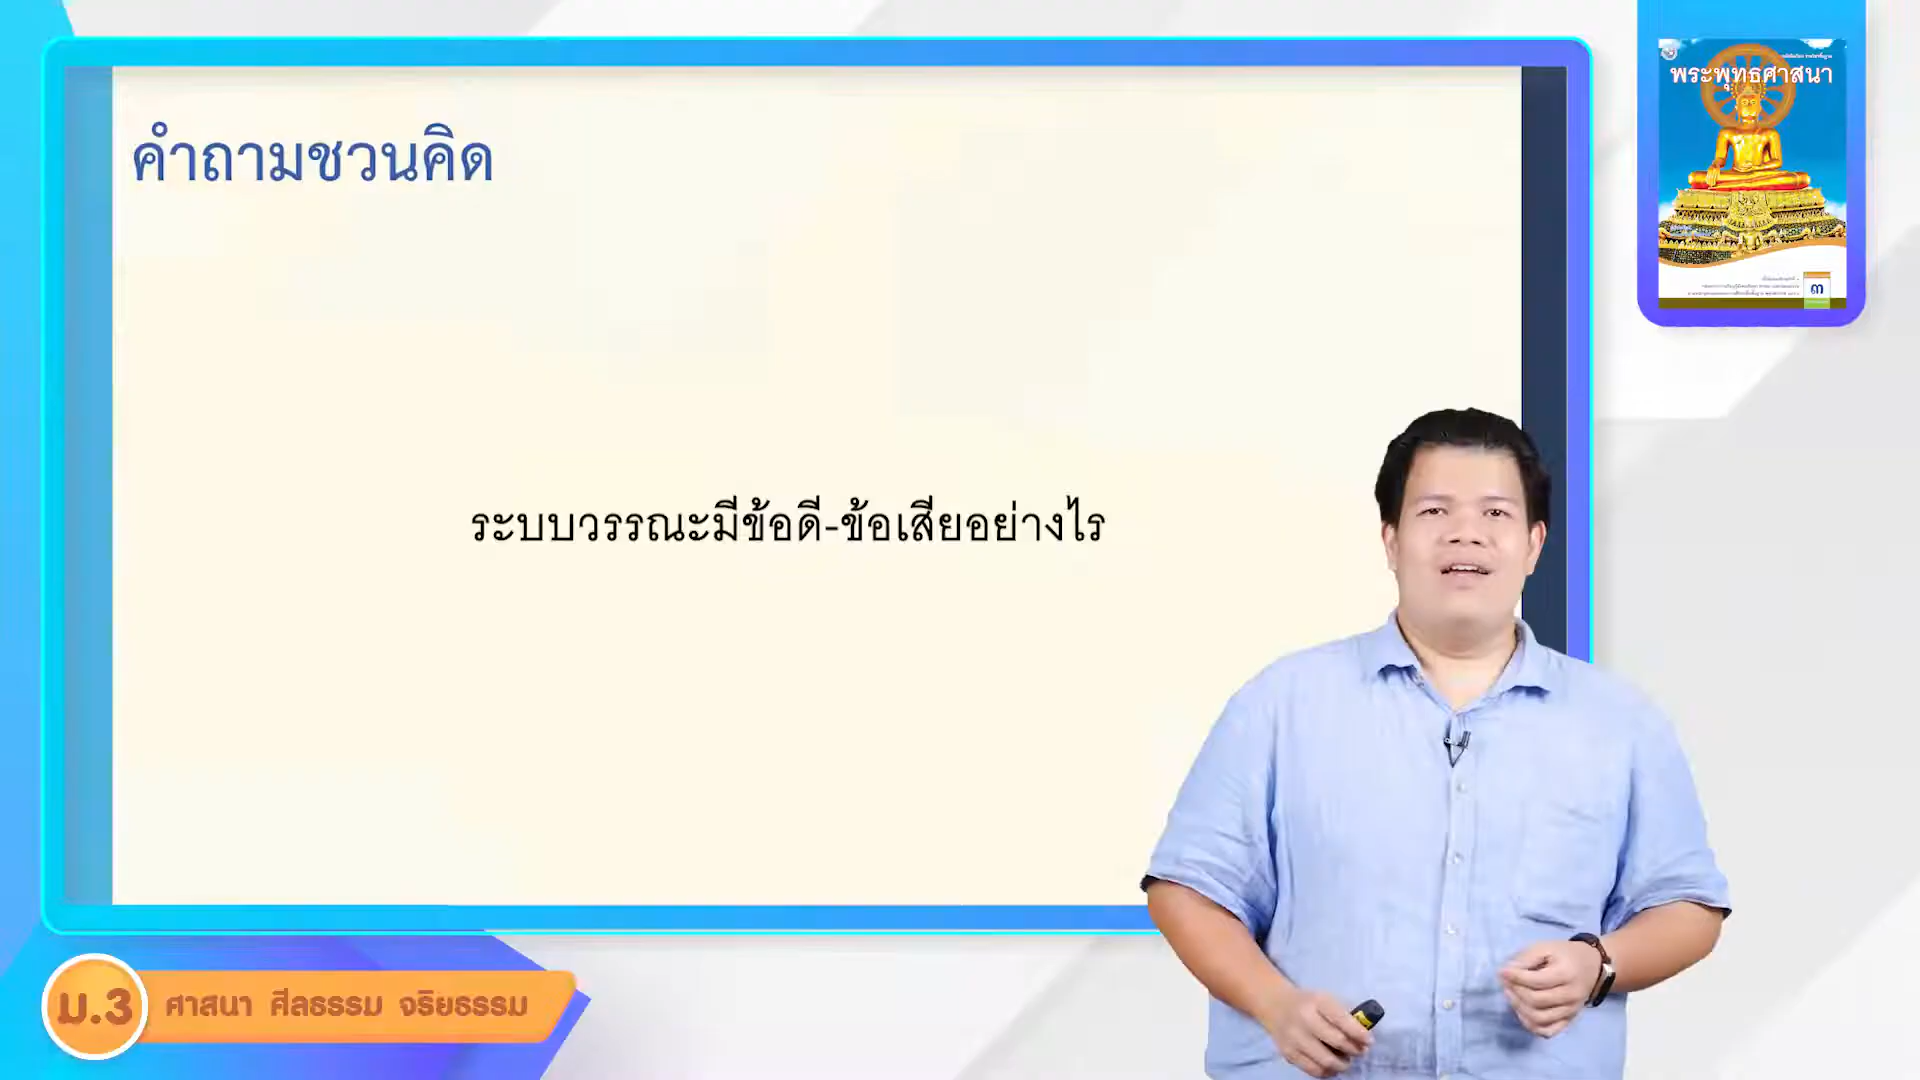 คำถามชวนคิด
ระบบวรรณะมีข้อดี-ข้อเสียอย่างไร
พระพุทธศาสนา
๓
ม.3 ศาสนา ศีลธรรม จริยธรรม